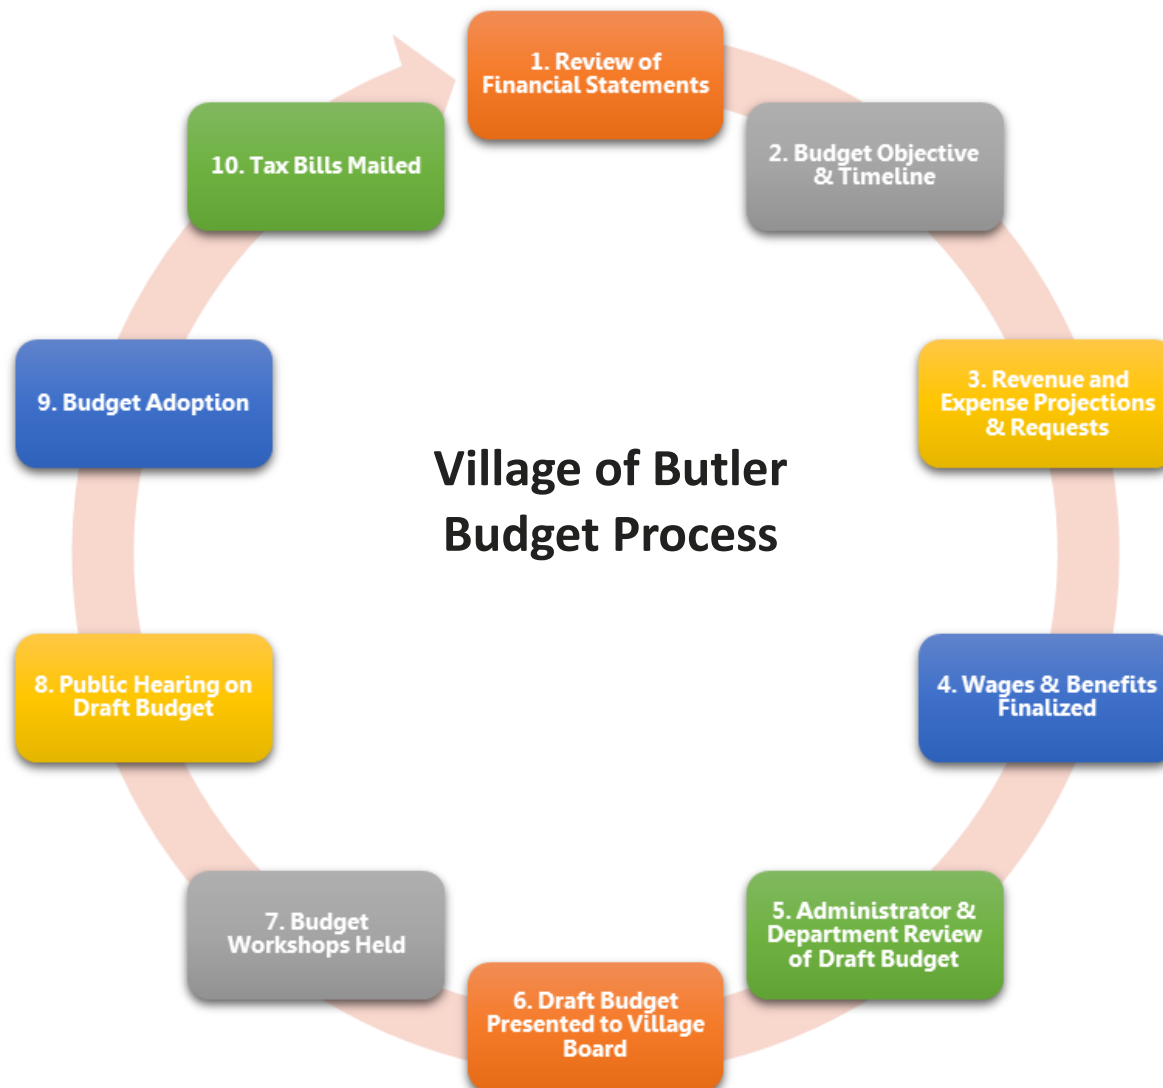 1. Review of
Financial Statements
2. Budget Objective
& Timeline
3. Revenue and
Expense Projections
& Requests
4. Wages & Benefits
Finalized
5. Administrator &
Department Review
of Draft Budget
6. Draft Budget
Presented to Village
Board
7. Budget
Workshops Held
8. Public Hearing on
Draft Budget
9. Budget Adoption
10. Tax Bills Mailed
Village of Butler
Budget Process